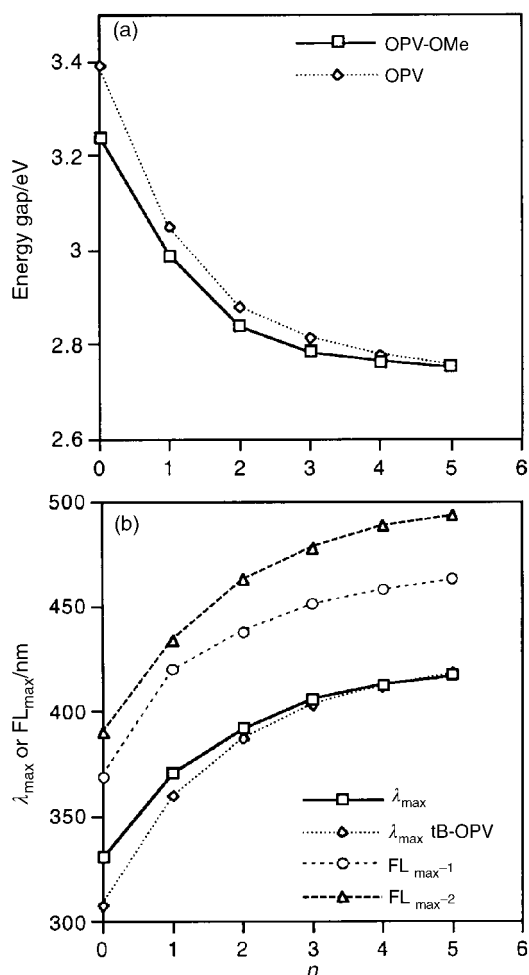 (a)
OPV-OMe
OPV
3.4
3.2
3
2.8
2.6
Energy gap/eV
0 1 2 3 4 5 6
(b)
500
450
400
350
300
λmax or FLmax/nm
λmax
λmax tB-OPV
FL max–1
FL max–2
0 1 2 3 4 5 6
n